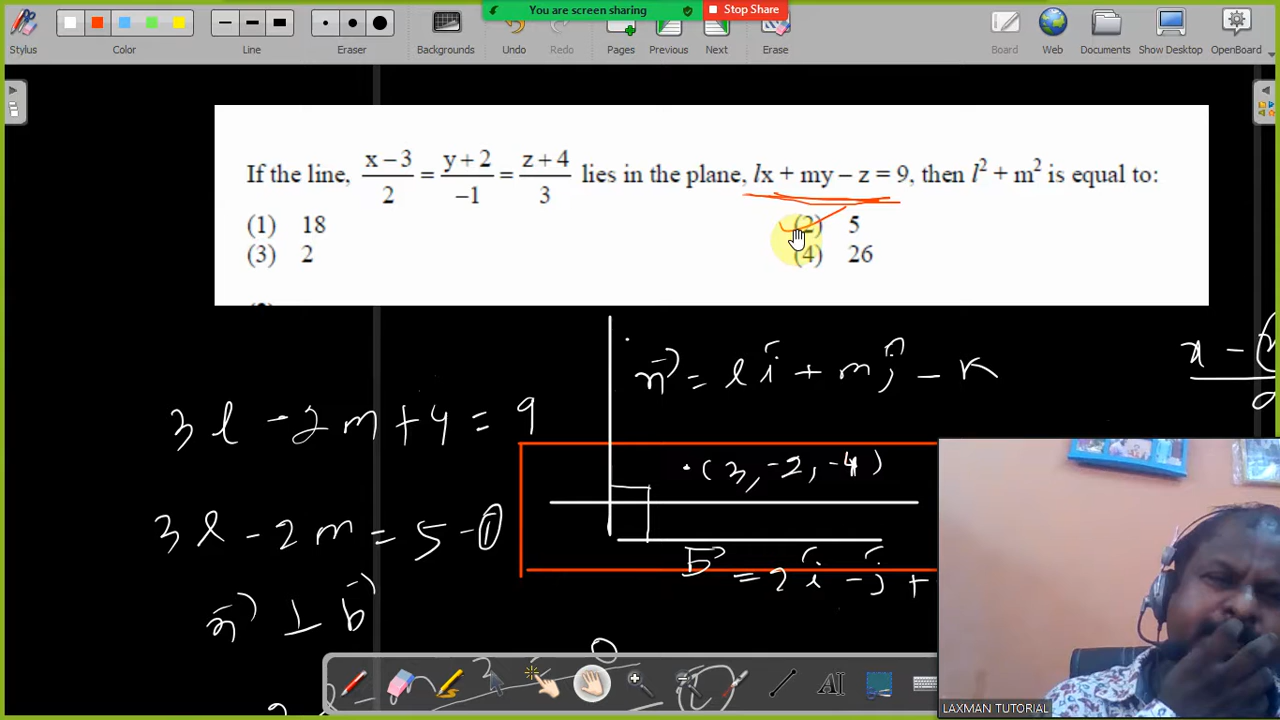 You are screen sharing
Stop Share
Stylus
Color
Line
Eraser
Backgrounds
Undo
Redo
Pages
Previous
Next
Erase
Board
Web
Documents
Show Desktop
OpenBoard
If the line, (x – 3)/2 = (y + 2)/–1 = (z + 4)/3 lies in the plane, lx + my – z = 9, then l² + m² is equal to:
(1) 18 (2) 5
(3) 2 (4) 26
n⃗ = l î + m ĵ – k
3l - 2m + 4 = 9
.(3, -2, -4)
3l - 2m = 5 - ①
b⃗ = 2 î - ĵ +
n⃗ ⊥ b⃗
LAXMAN TUTORIAL